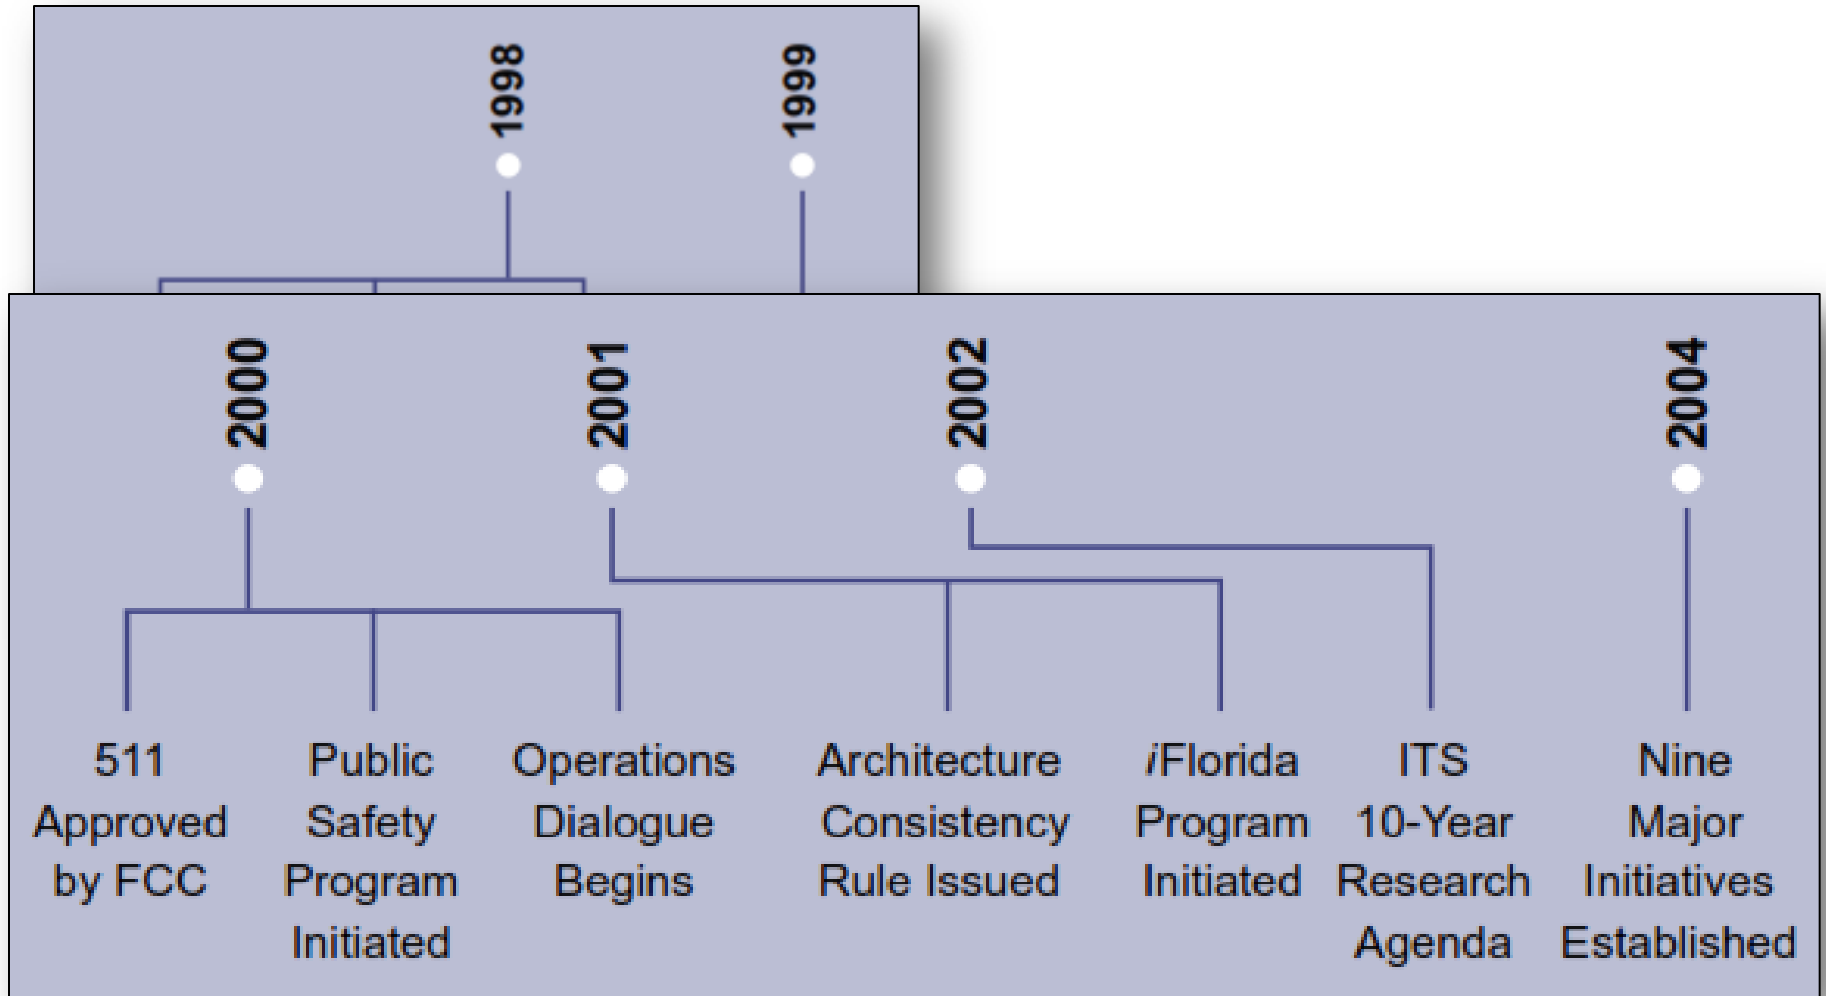 1998
1999
2000
2001
2002
2004
511
Approved
by FCC
Public
Safety
Program
Initiated
Operations
Dialogue
Begins
Architecture
Consistency
Rule Issued
iFlorida
Program
Initiated
ITS
10-Year
Research
Agenda
Nine
Major
Initiatives
Established